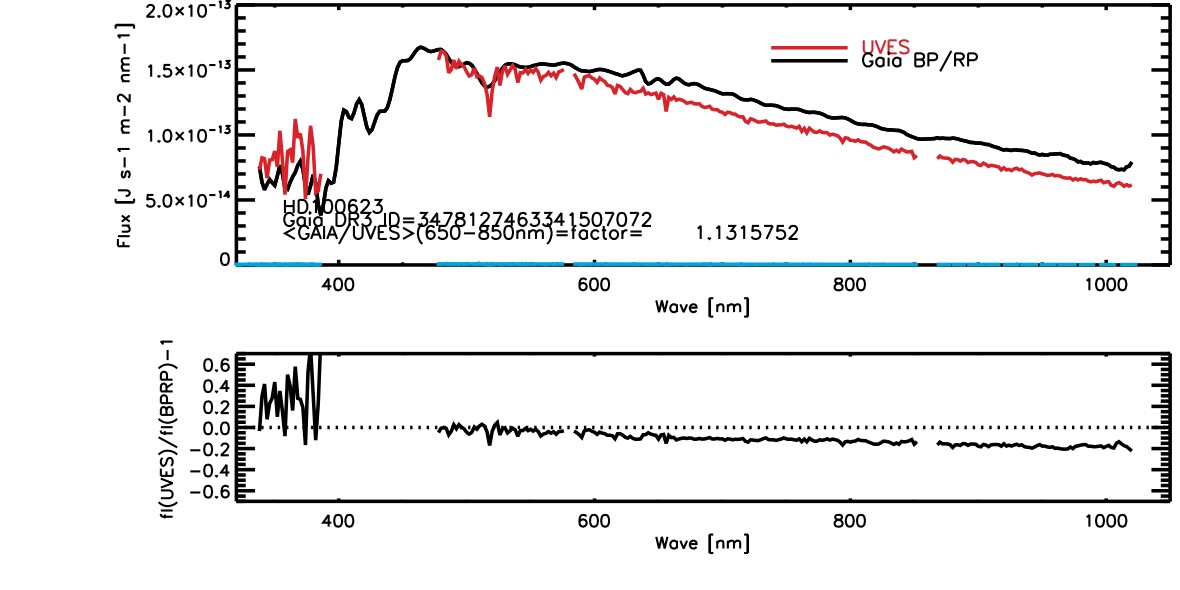 2.0×10−13
1.5×10−13
1.0×10−13
5.0×10−14
0
Flux [J s−1 m−2 nm−1]
UVES
Gaia BP/RP
HD100623
Gaia DR3 ID=3478127463341507072
<GAIA/UVES>(650−850nm)=factor= 1.1315752
400 600 800 1000
Wave [nm]
fl(UVES)/fl(BPRP)−1
0.6
0.4
0.2
0.0
−0.2
−0.4
−0.6
400 600 800 1000
Wave [nm]